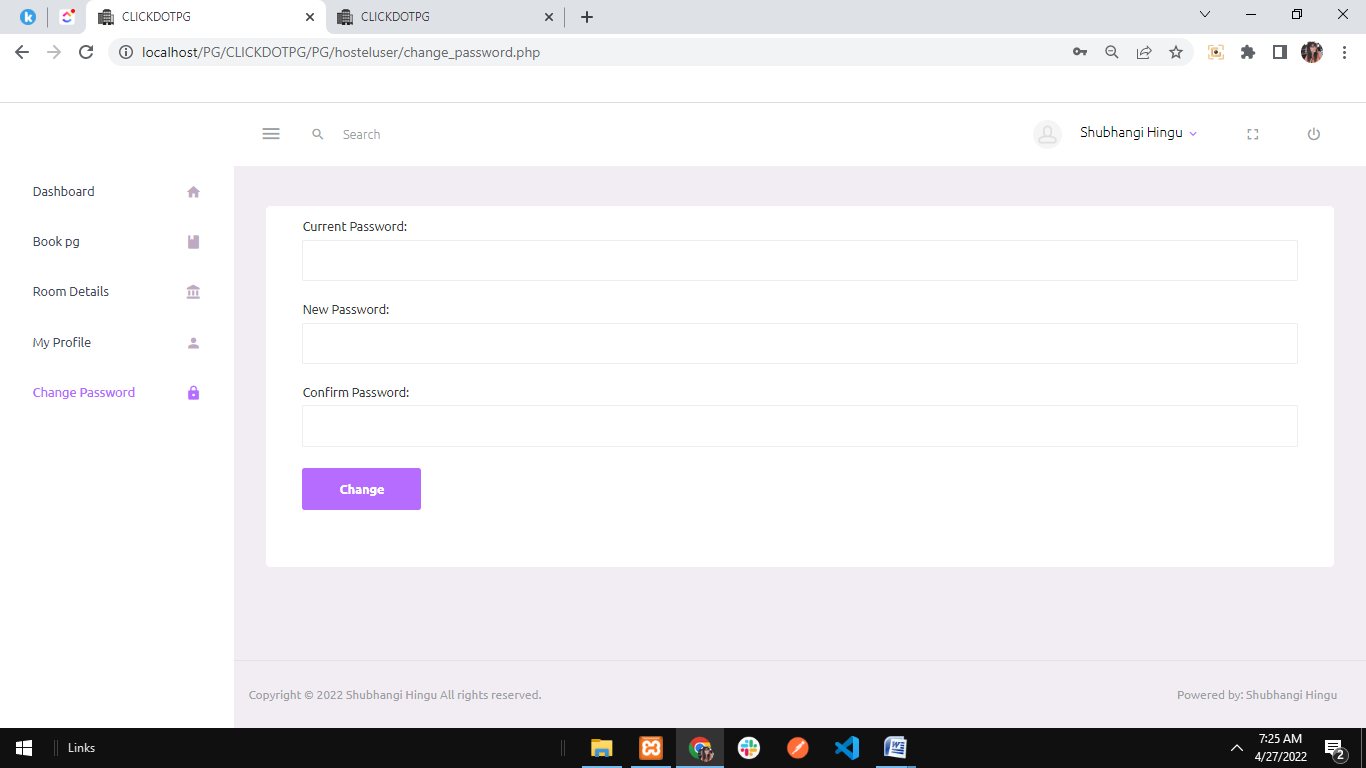 CLICKDOTPG
CLICKDOTPG
localhost/PG/CLICKDOTPG/PG/hosteluser/change_password.php
Search
Shubhangi Hingu
Dashboard
Book pg
Room Details
My Profile
Change Password
Current Password:
New Password:
Confirm Password:
Change
Copyright © 2022 Shubhangi Hingu All rights reserved.
Powered by: Shubhangi Hingu
Links
7:25 AM
4/27/2022
2